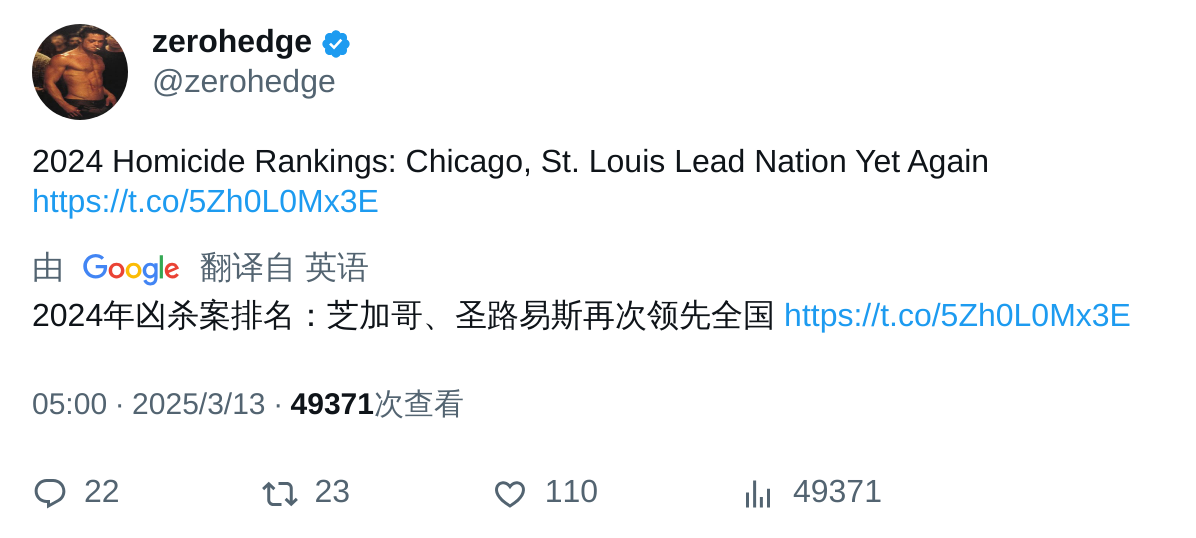 zerohedge
@zerohedge
2024 Homicide Rankings: Chicago, St. Louis Lead Nation Yet Again
https://t.co/5Zh0L0Mx3E
由 Google 翻译自 英语
2024年凶杀案排名：芝加哥、圣路易斯再次领先全国 https://t.co/5Zh0L0Mx3E
05:00 · 2025/3/13 · 49371次查看
22 23 110 49371